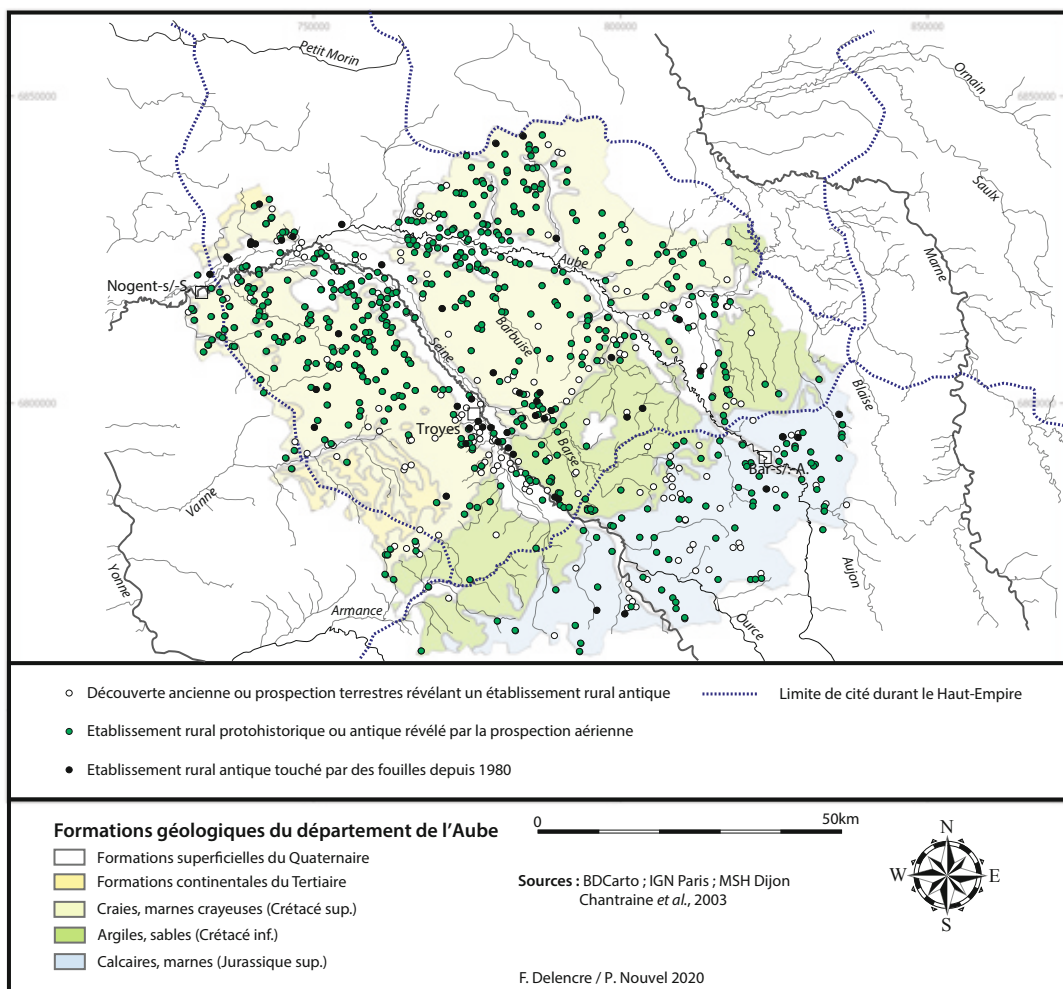 750000
800000
850000
Petit Morin
Ornain
6850000
6850000
Saulx
Marne
Aube
Nogent-s/-S.
Barbuise
Seine
6800000
Blaise
Troyes
Barse
Bar-s/-A.
Vanne
Yonne
Aujon
Armance
Ource
Découverte ancienne ou prospection terrestres révélant un établissement rural antique
Limite de cité durant le Haut-Empire
Etablissement rural protohistorique ou antique révélé par la prospection aérienne
Etablissement rural antique touché par des fouilles depuis 1980
Formations géologiques du département de l'Aube
Formations superficielles du Quaternaire
Formations continentales du Tertiaire
Craies, marnes crayeuses (Crétacé sup.)
Argiles, sables (Crétacé inf.)
Calcaires, marnes (Jurassique sup.)
0
50km
Sources : BDCarto ; IGN Paris ; MSH Dijon
Chantraine et al., 2003
F. Delencre / P. Nouvel 2020
N
W
E
S